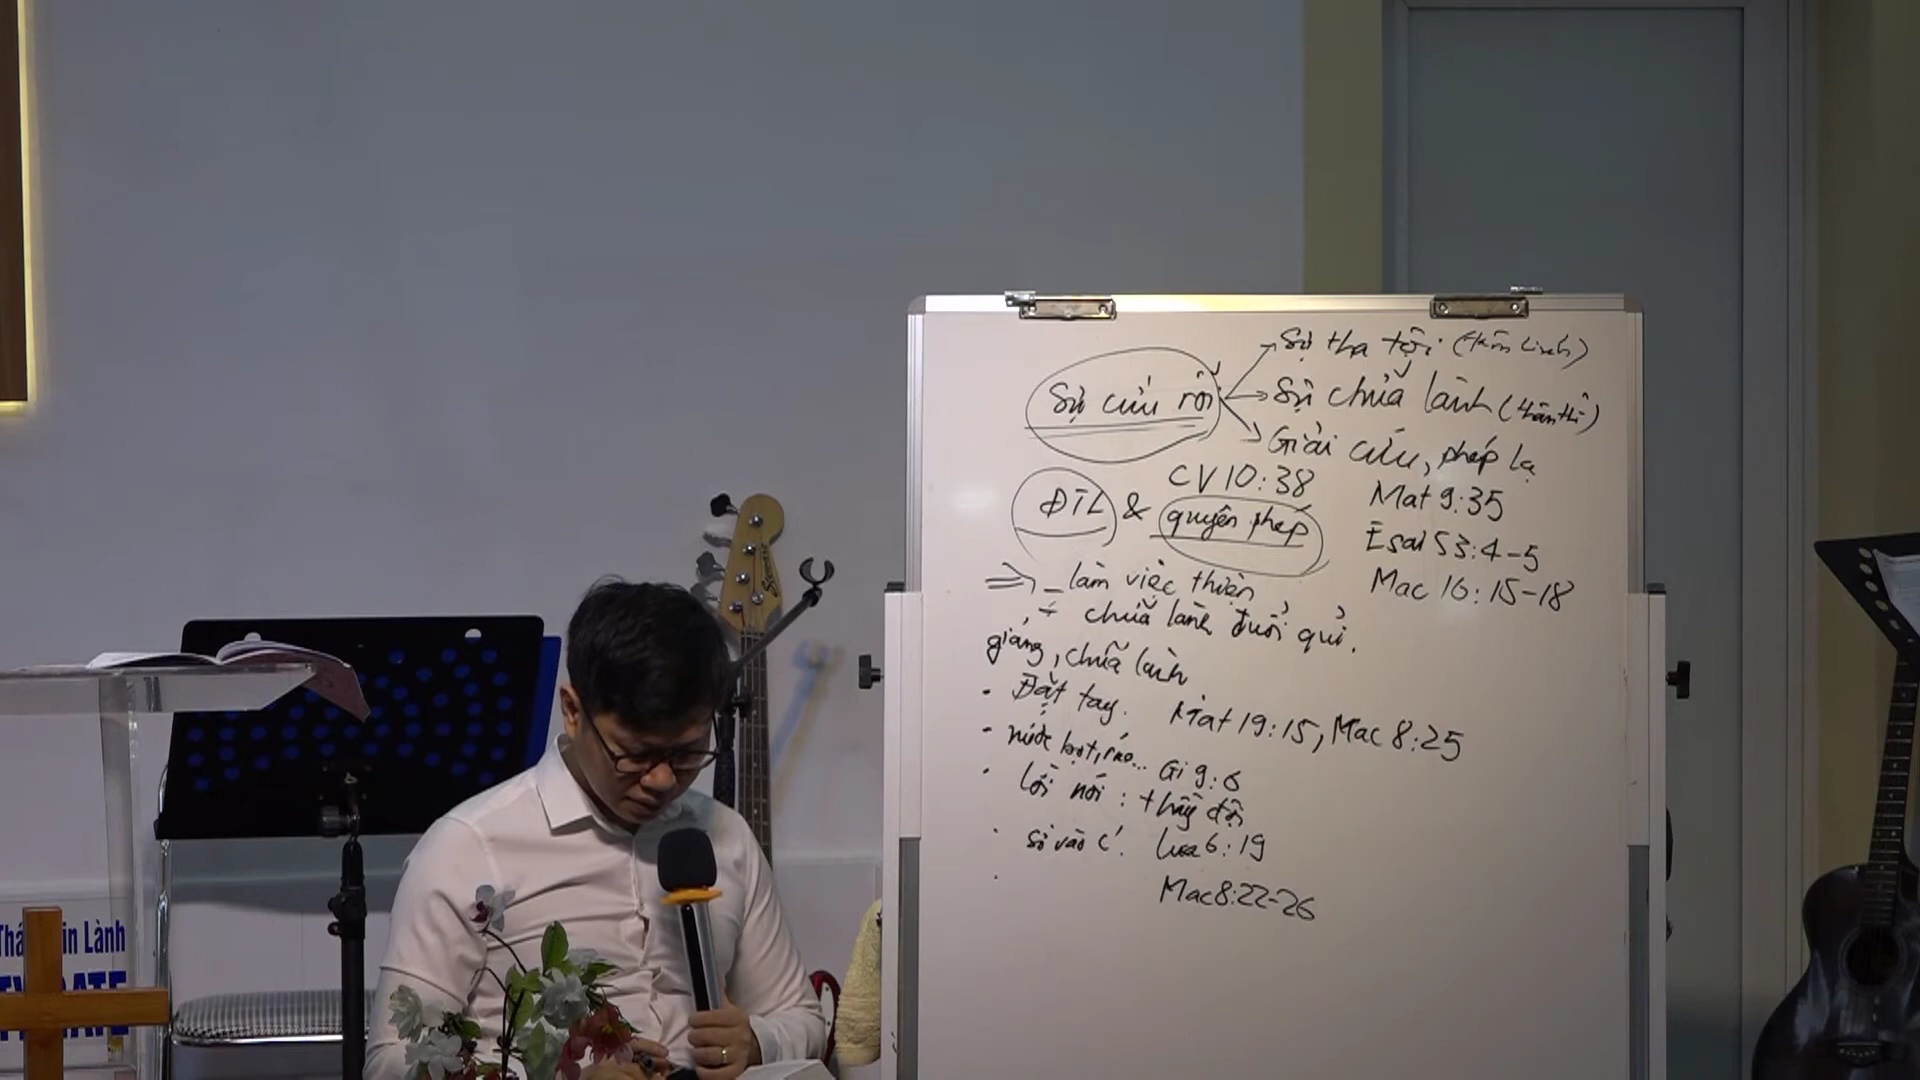 Sự tha tội (tâm linh)
Sự cứu rỗi
Sự chữa lành (thân thể)
Giải cứu, phép lạ
CV 10:38
Mat 9:35
ĐTL & quyền phép
Êsai 53:4-5
Mac 16:15-18
=> - làm việc thiện
+ chữa lành, đuổi quỉ.
giảng, chữa lành
• Đặt tay. Mat 19:15, Mac 8:25
- nước bọt, ... Gi 9:6
• lời nói: thầy đội
• sờ vào C. Luca 6:19
Mac 8:22-26
in Lành
GATE